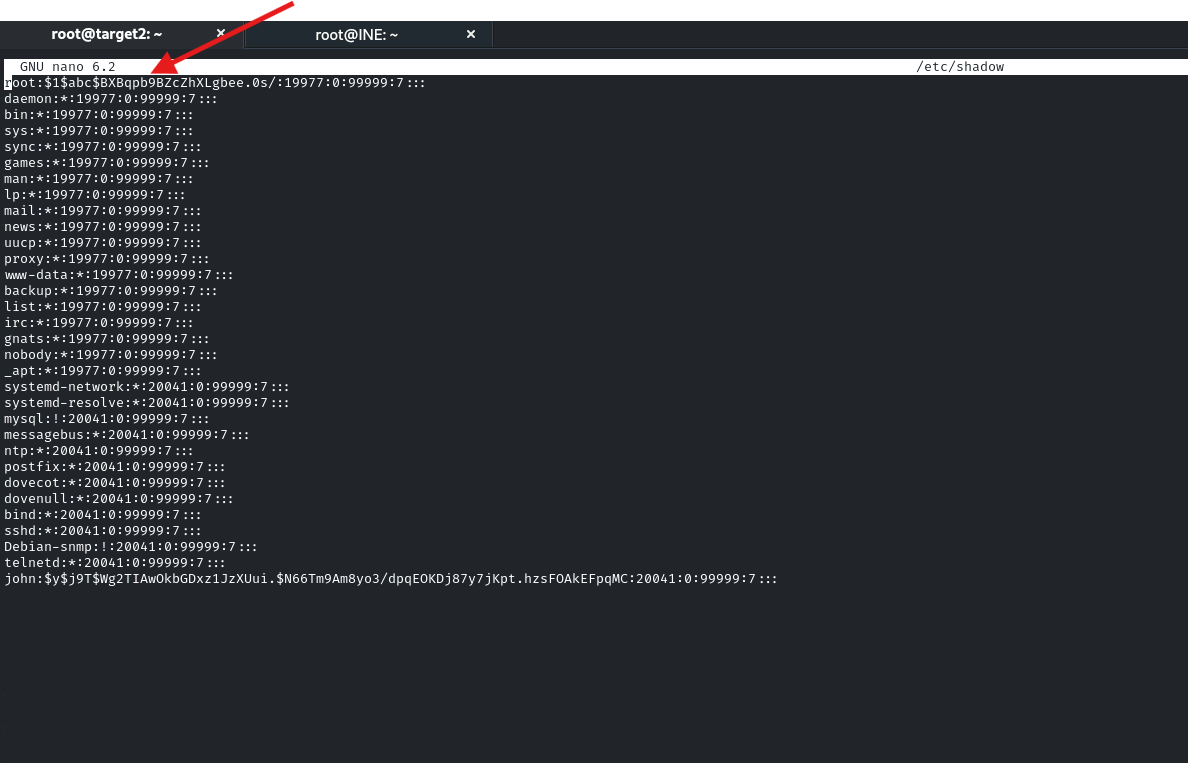 root@target2: ~ × root@INE: ~ ×
GNU nano 6.2 /etc/shadow
root:$1$abc$BXBqpb9BZcZhXLgbee.0s/:19977:0:99999:7:::
daemon:*:19977:0:99999:7:::
bin:*:19977:0:99999:7:::
sys:*:19977:0:99999:7:::
sync:*:19977:0:99999:7:::
games:*:19977:0:99999:7:::
man:*:19977:0:99999:7:::
lp:*:19977:0:99999:7:::
mail:*:19977:0:99999:7:::
news:*:19977:0:99999:7:::
uucp:*:19977:0:99999:7:::
proxy:*:19977:0:99999:7:::
www-data:*:19977:0:99999:7:::
backup:*:19977:0:99999:7:::
list:*:19977:0:99999:7:::
irc:*:19977:0:99999:7:::
gnats:*:19977:0:99999:7:::
nobody:*:19977:0:99999:7:::
_apt:*:19977:0:99999:7:::
systemd-network:*:20041:0:99999:7:::
systemd-resolve:*:20041:0:99999:7:::
mysql:!:20041:0:99999:7:::
messagebus:*:20041:0:99999:7:::
ntp:*:20041:0:99999:7:::
postfix:*:20041:0:99999:7:::
dovecot:*:20041:0:99999:7:::
dovenull:*:20041:0:99999:7:::
bind:*:20041:0:99999:7:::
sshd:*:20041:0:99999:7:::
Debian-snmp:!:20041:0:99999:7:::
telnetd:*:20041:0:99999:7:::
john:$y$j9T$Wg2TIAwOkbGDxz1JzXUui.$N66Tm9Am8yo3/dpqEOKDj87y7jKpt.hzsFOAkEFpqMC:20041:0:99999:7:::